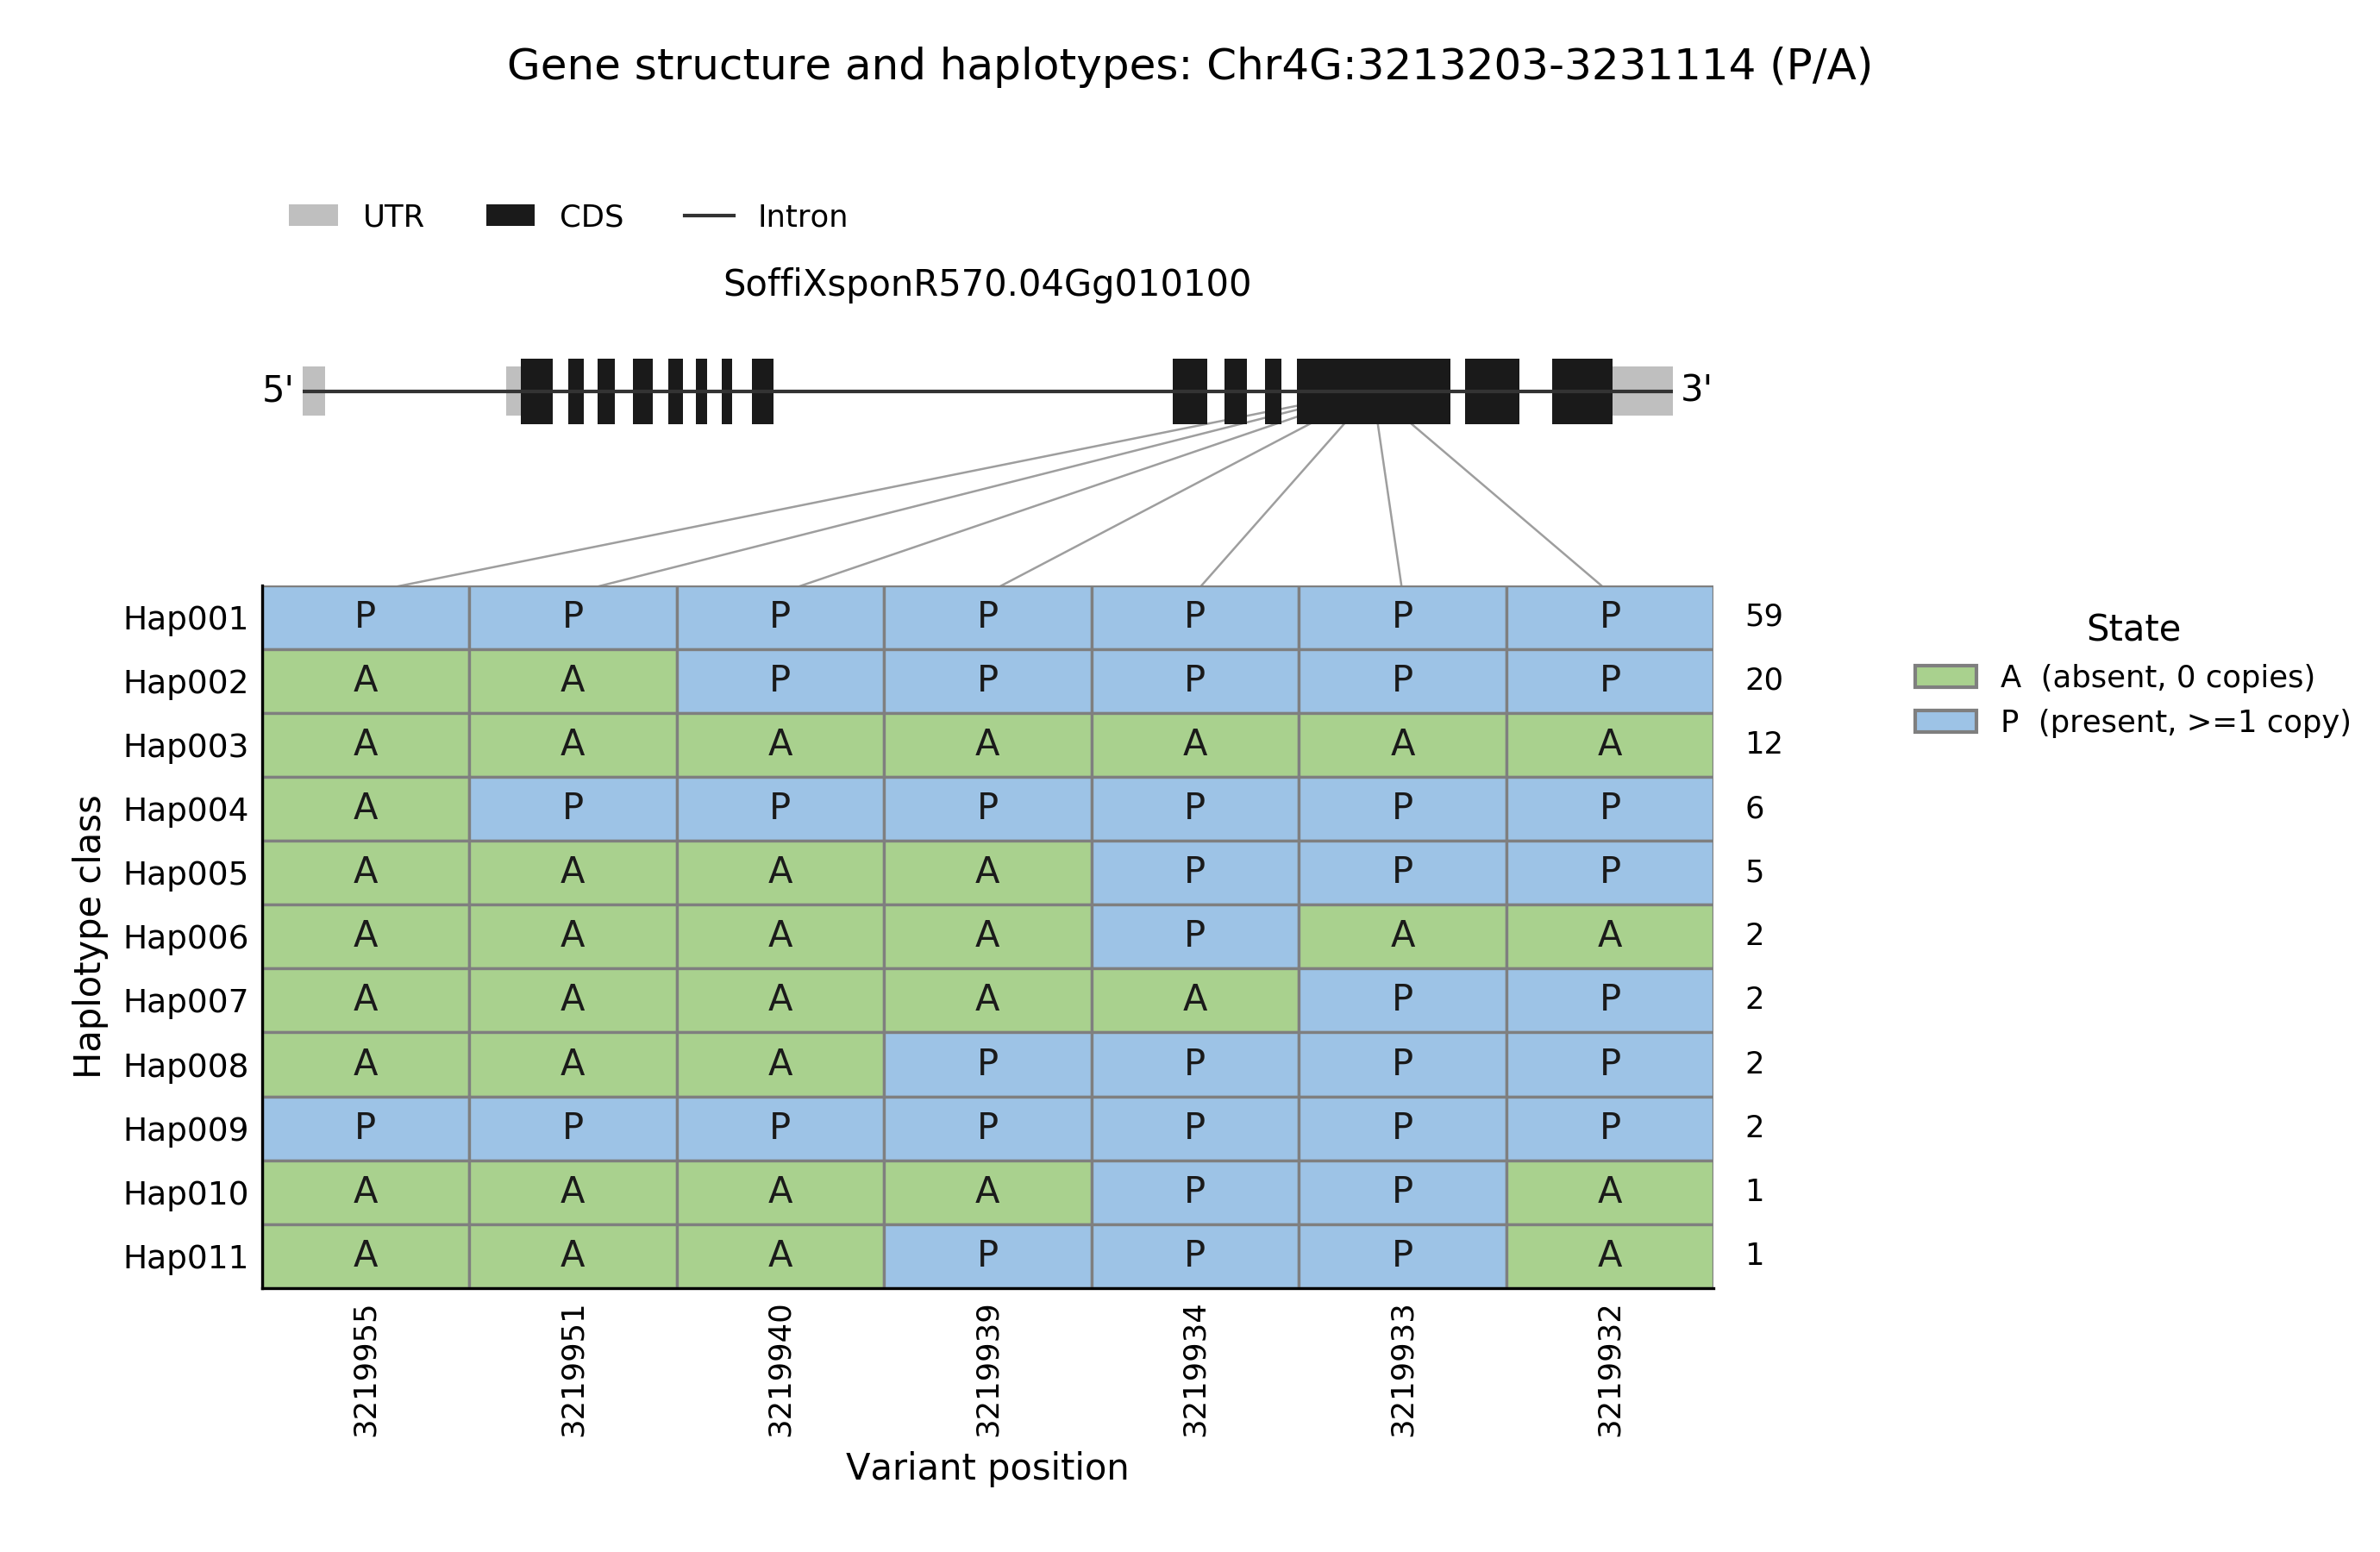 Gene structure and haplotypes: Chr4G:3213203-3231114 (P/A)
UTR CDS Intron
SoffiXsponR570.04Gg010100
5' 3'
Hap001 P P P P P P P 59
Hap002 A A P P P P P 20
Hap003 A A A A A A A 12
Hap004 A P P P P P P 6
Hap005 A A A A P P P 5
Hap006 A A A A P A A 2
Hap007 A A A A A P P 2
Hap008 A A A P P P P 2
Hap009 P P P P P P P 2
Hap010 A A A A P P A 1
Hap011 A A A P P P A 1
Haplotype class
3219955 3219951 3219940 3219939 3219934 3219933 3219932
Variant position
State
A (absent, 0 copies)
P (present, >=1 copy)